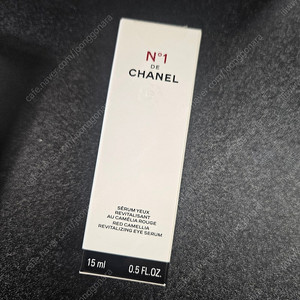 N°1
DE
CHANEL
SÉRUM YEUX
REVITALISANT
AU CAMÉLIA ROUGE
RED CAMELLIA
REVITALIZING EYE SERUM
15 ml 0.5 FL.OZ.